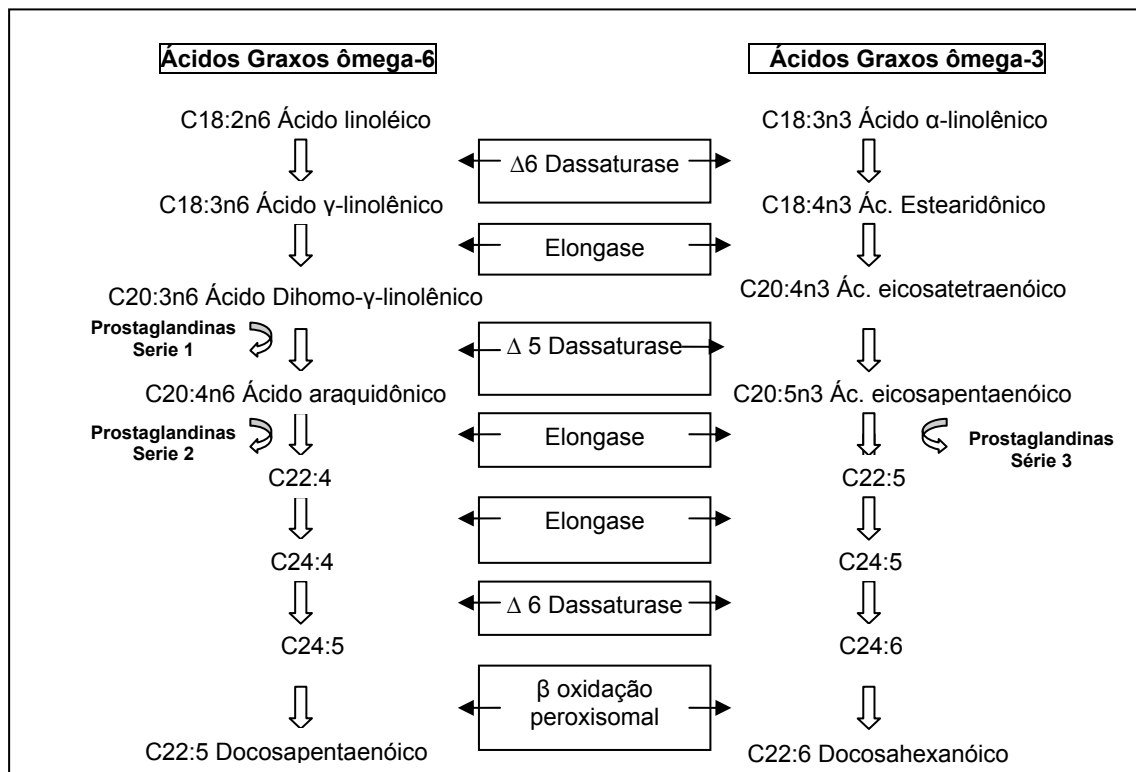 Ácidos Graxos ômega-6
Ácidos Graxos ômega-3
C18:2n6 Ácido linoléico
C18:3n3 Ácido α-linolênico
∆6 Dassaturase
C18:3n6 Ácido γ-linolênico
C18:4n3 Ác. Estearidônico
Elongase
C20:3n6 Ácido Dihomo-γ-linolênico
C20:4n3 Ác. eicosatetraenóico
Prostaglandinas
Serie 1
∆ 5 Dassaturase
C20:4n6 Ácido araquidônico
C20:5n3 Ác. eicosapentaenóico
Prostaglandinas
Serie 2
Elongase
Prostaglandinas
Série 3
C22:4
C22:5
Elongase
C24:4
C24:5
∆ 6 Dassaturase
C24:5
C24:6
β oxidação
peroxisomal
C22:5 Docosapentaenóico
C22:6 Docosahexanóico